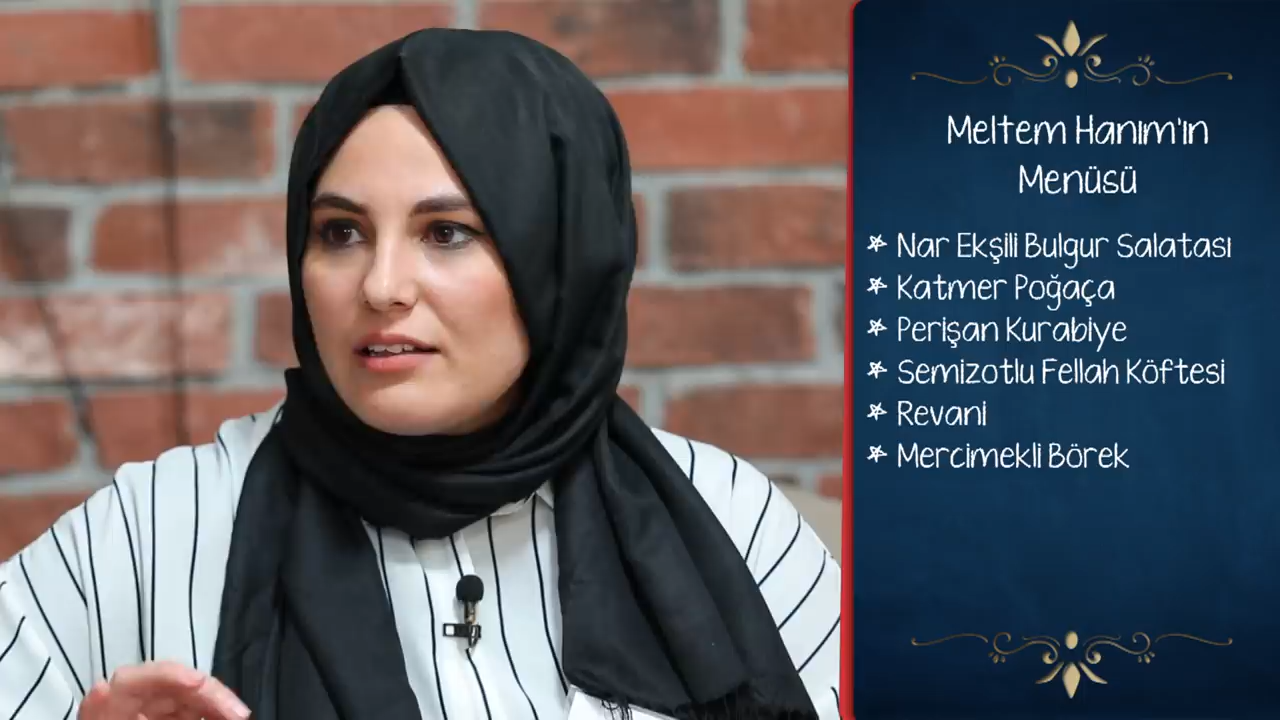 Meltem Hanım'ın
Menüsü
Nar Ekşili Bulgur Salatası
Katmer Poğaça
Perişan Kurabiye
Semizotlu Fellah Köftesi
Revani
Mercimekli Börek